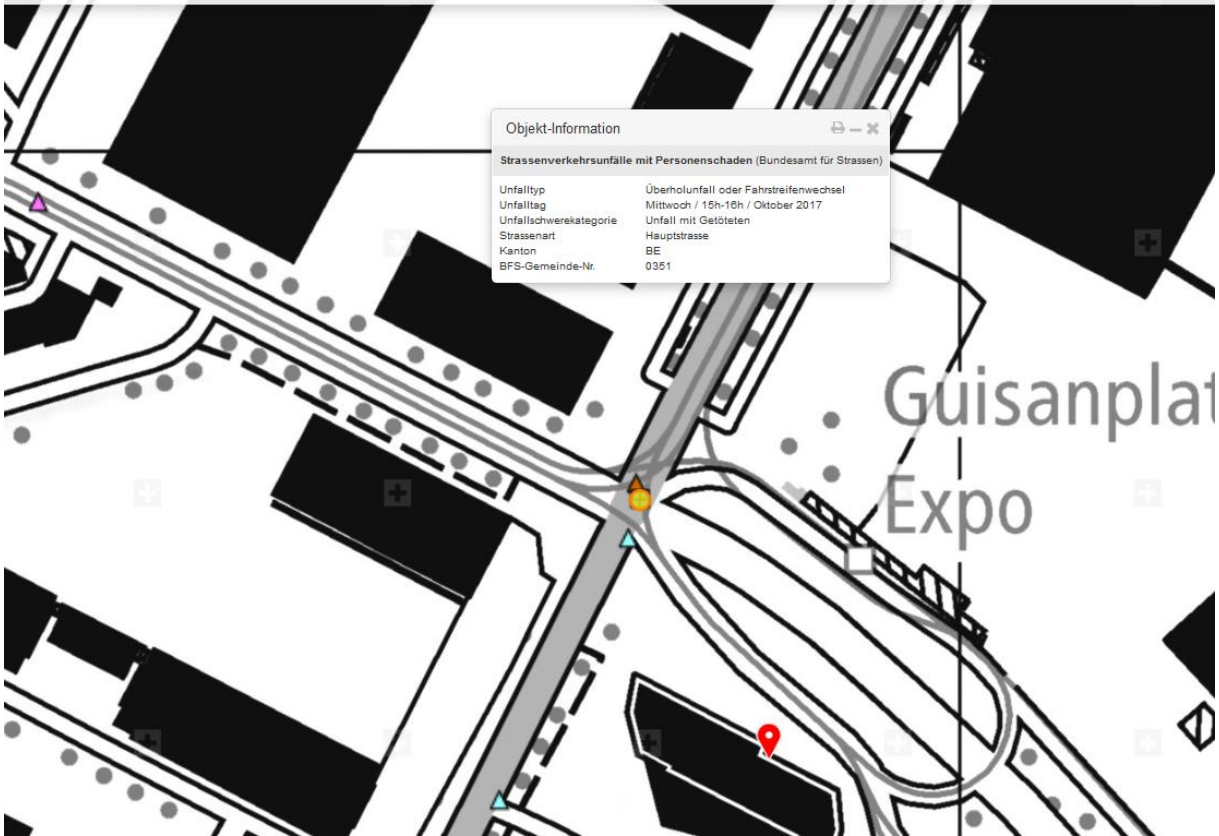 Objekt-Information
Strassenverkehrsunfälle mit Personenschaden (Bundesamt für Strassen)
Unfalltyp Überholunfall oder Fahrstreifenwechsel
Unfalltag Mittwoch / 15h-16h / Oktober 2017
Unfallschwerekategorie Unfall mit Getöteten
Strassenart Hauptstrasse
Kanton BE
BFS-Gemeinde-Nr. 0351
Guisanplat
Expo